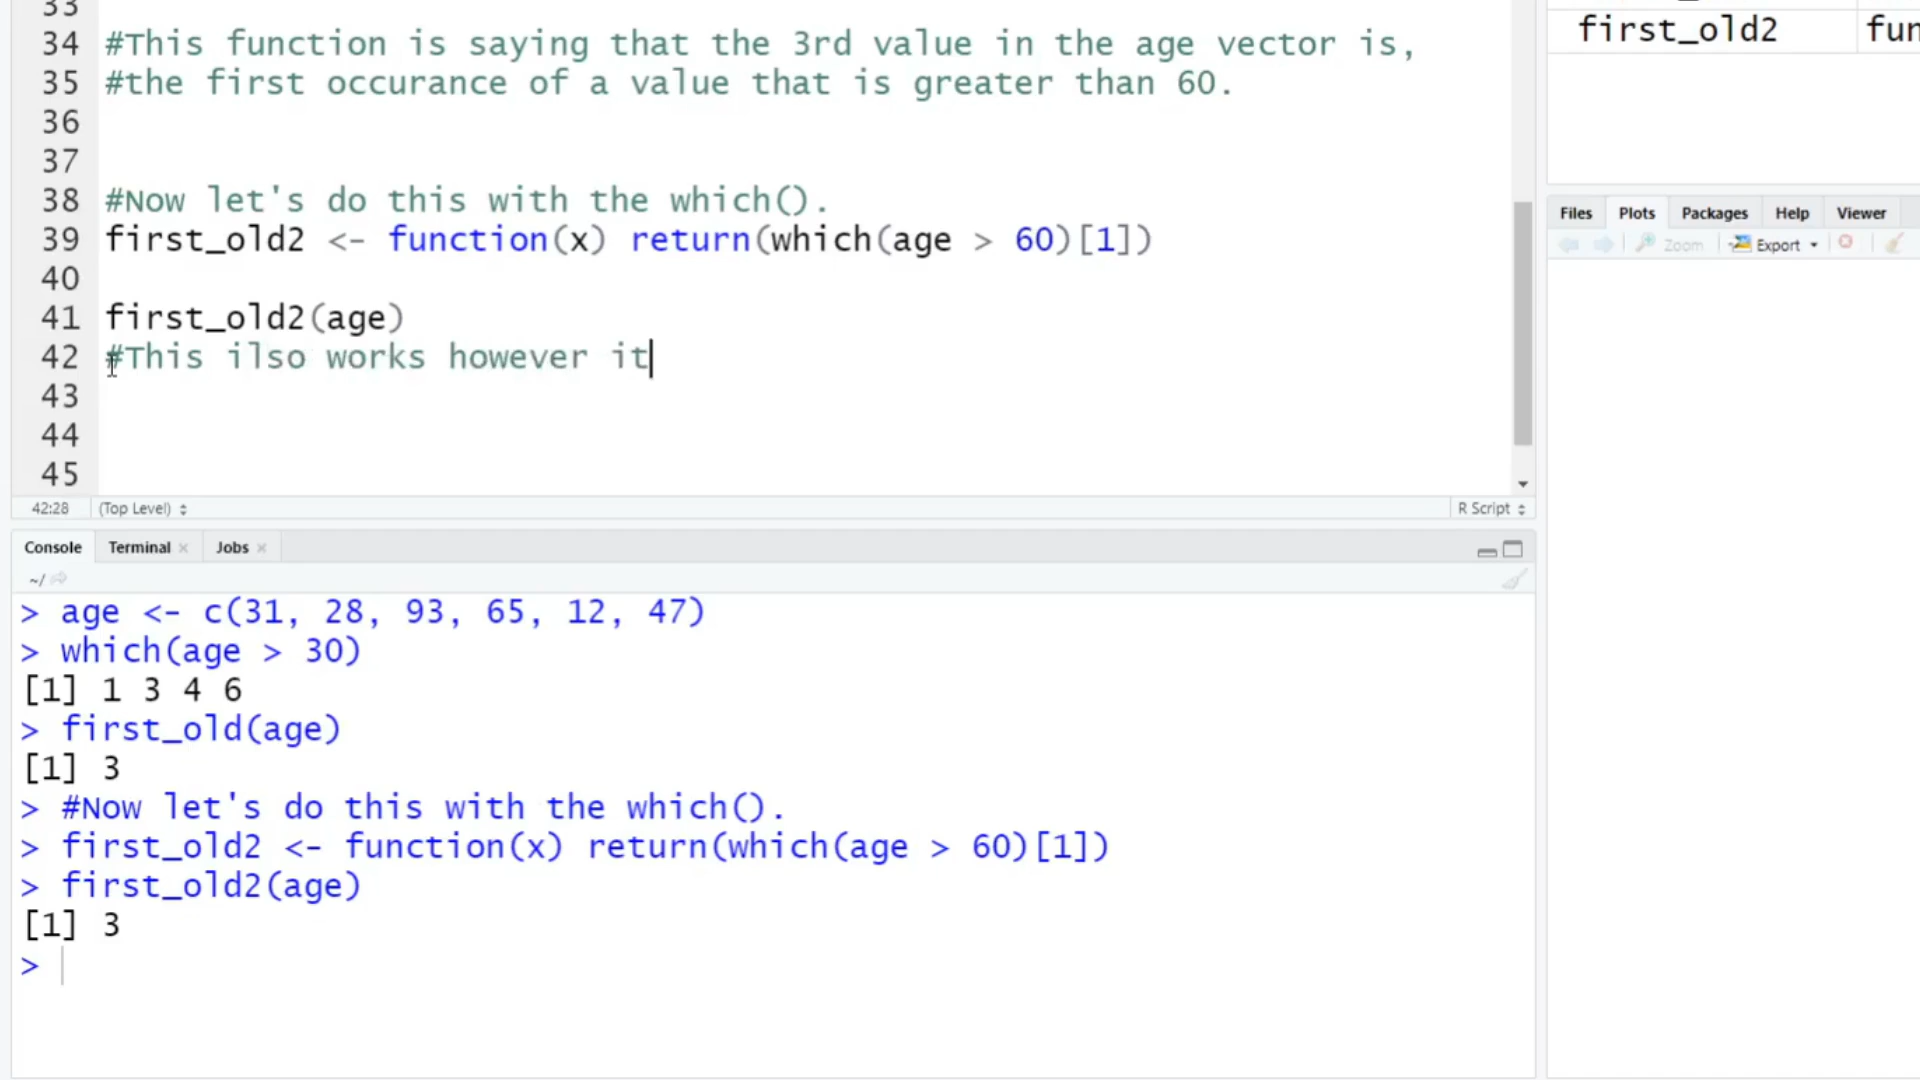 33
34 #This function is saying that the 3rd value in the age vector is,
35 #the first occurance of a value that is greater than 60.
36
37
38 #Now let's do this with the which().
39 first_old2 <- function(x) return(which(age > 60)[1])
40
41 first_old2(age)
42 #This ilso works however it
43
44
45
42:28 (Top Level) R Script
Console Terminal Jobs
~/
> age <- c(31, 28, 93, 65, 12, 47)
> which(age > 30)
[1] 1 3 4 6
> first_old(age)
[1] 3
> #Now let's do this with the which().
> first_old2 <- function(x) return(which(age > 60)[1])
> first_old2(age)
[1] 3
>
first_old2 fun
Files Plots Packages Help Viewer
Zoom Export